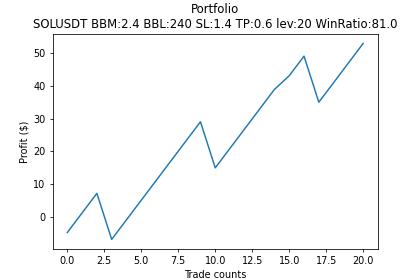 Portfolio
SOLUSDT BBM:2.4 BBL:240 SL:1.4 TP:0.6 lev:20 WinRatio:81.0
50
40
30
20
10
0
Profit ($)
0.0 2.5 5.0 7.5 10.0 12.5 15.0 17.5 20.0
Trade counts